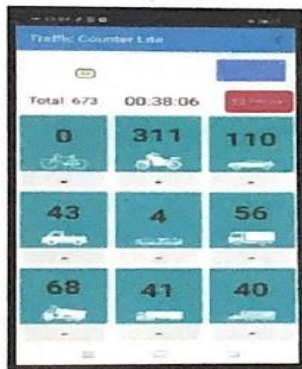 Traffic Counter Lite
Total: 673 00:38:06
0 311 110
- - -
43 4 56
- - -
68 41 40
- - -